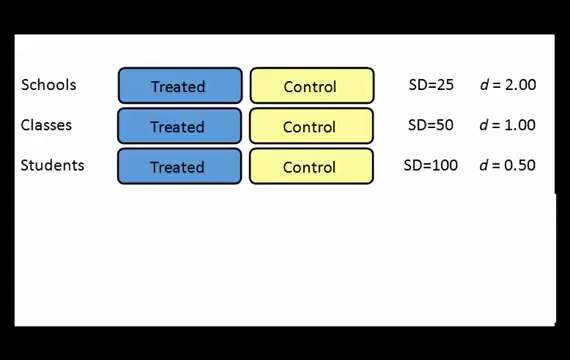 Schools Treated Control SD=25 d = 2.00
Classes Treated Control SD=50 d = 1.00
Students Treated Control SD=100 d = 0.50